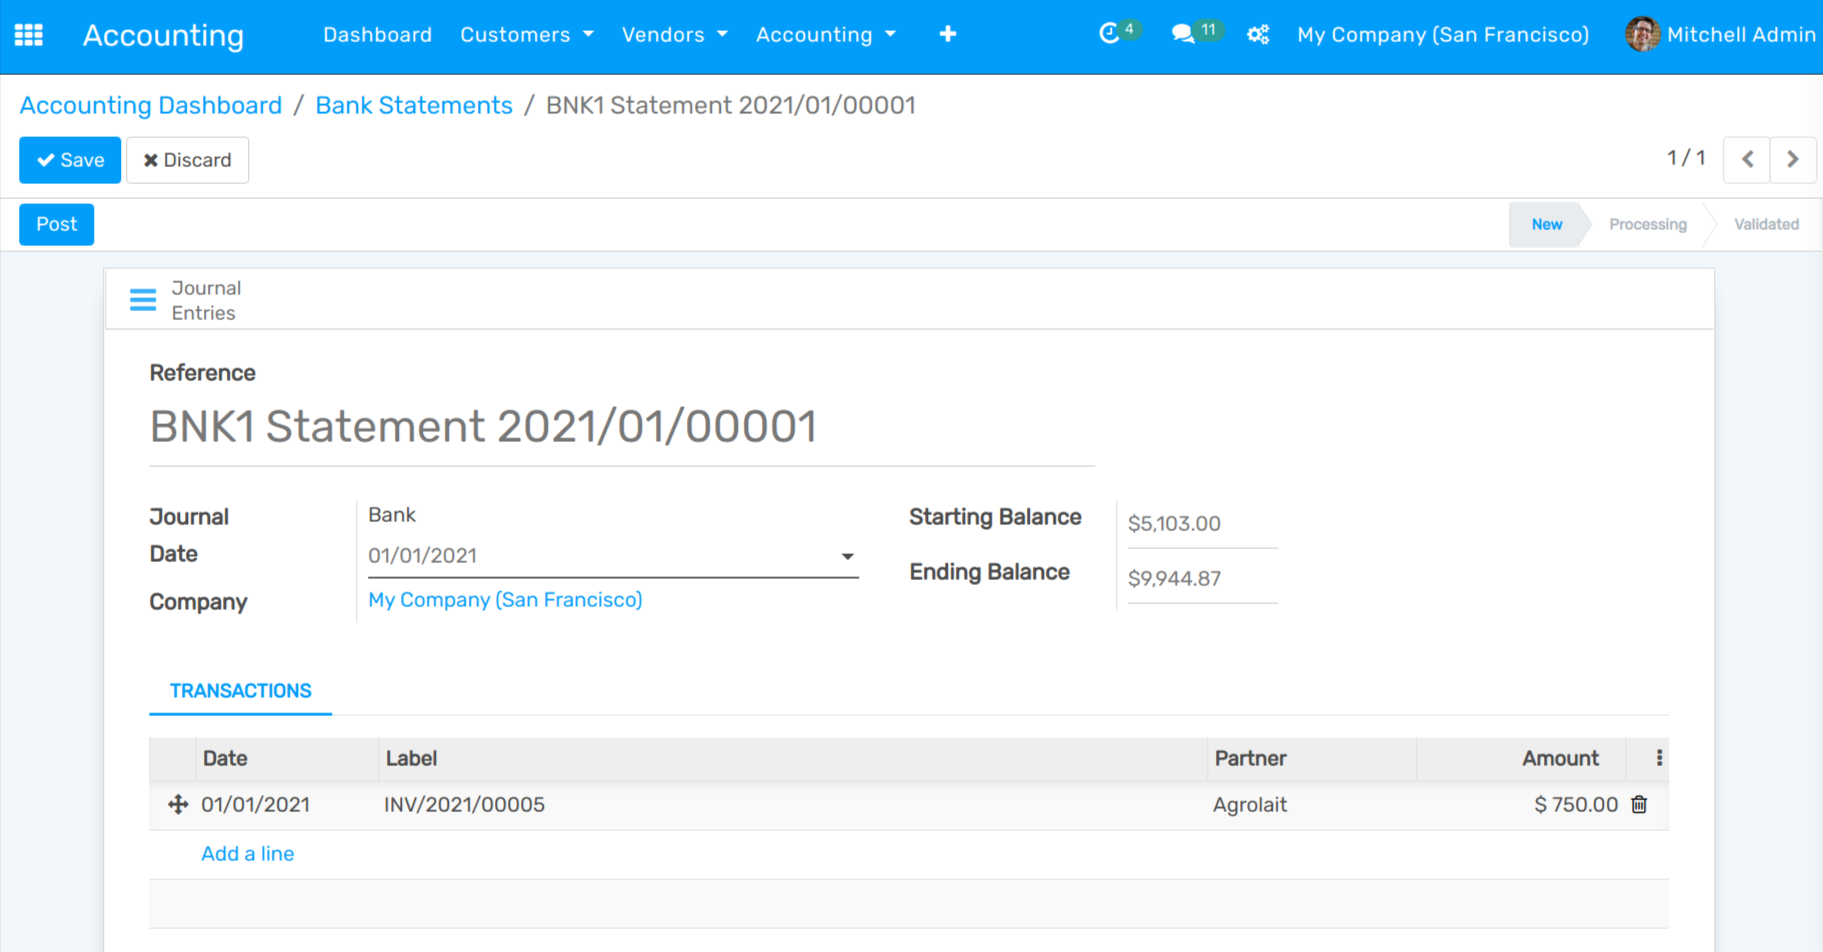 Accounting Dashboard Customers Vendors Accounting 4 11 My Company (San Francisco) Mitchell Admin
Accounting Dashboard / Bank Statements / BNK1 Statement 2021/01/00001
Save Discard 1 / 1
Post New Processing Validated
Journal
Entries
Reference
BNK1 Statement 2021/01/00001
Journal Bank Starting Balance $5,103.00
Date 01/01/2021 Ending Balance $9,944.87
Company My Company (San Francisco)
TRANSACTIONS
Date Label Partner Amount
01/01/2021 INV/2021/00005 Agrolait $ 750.00
Add a line